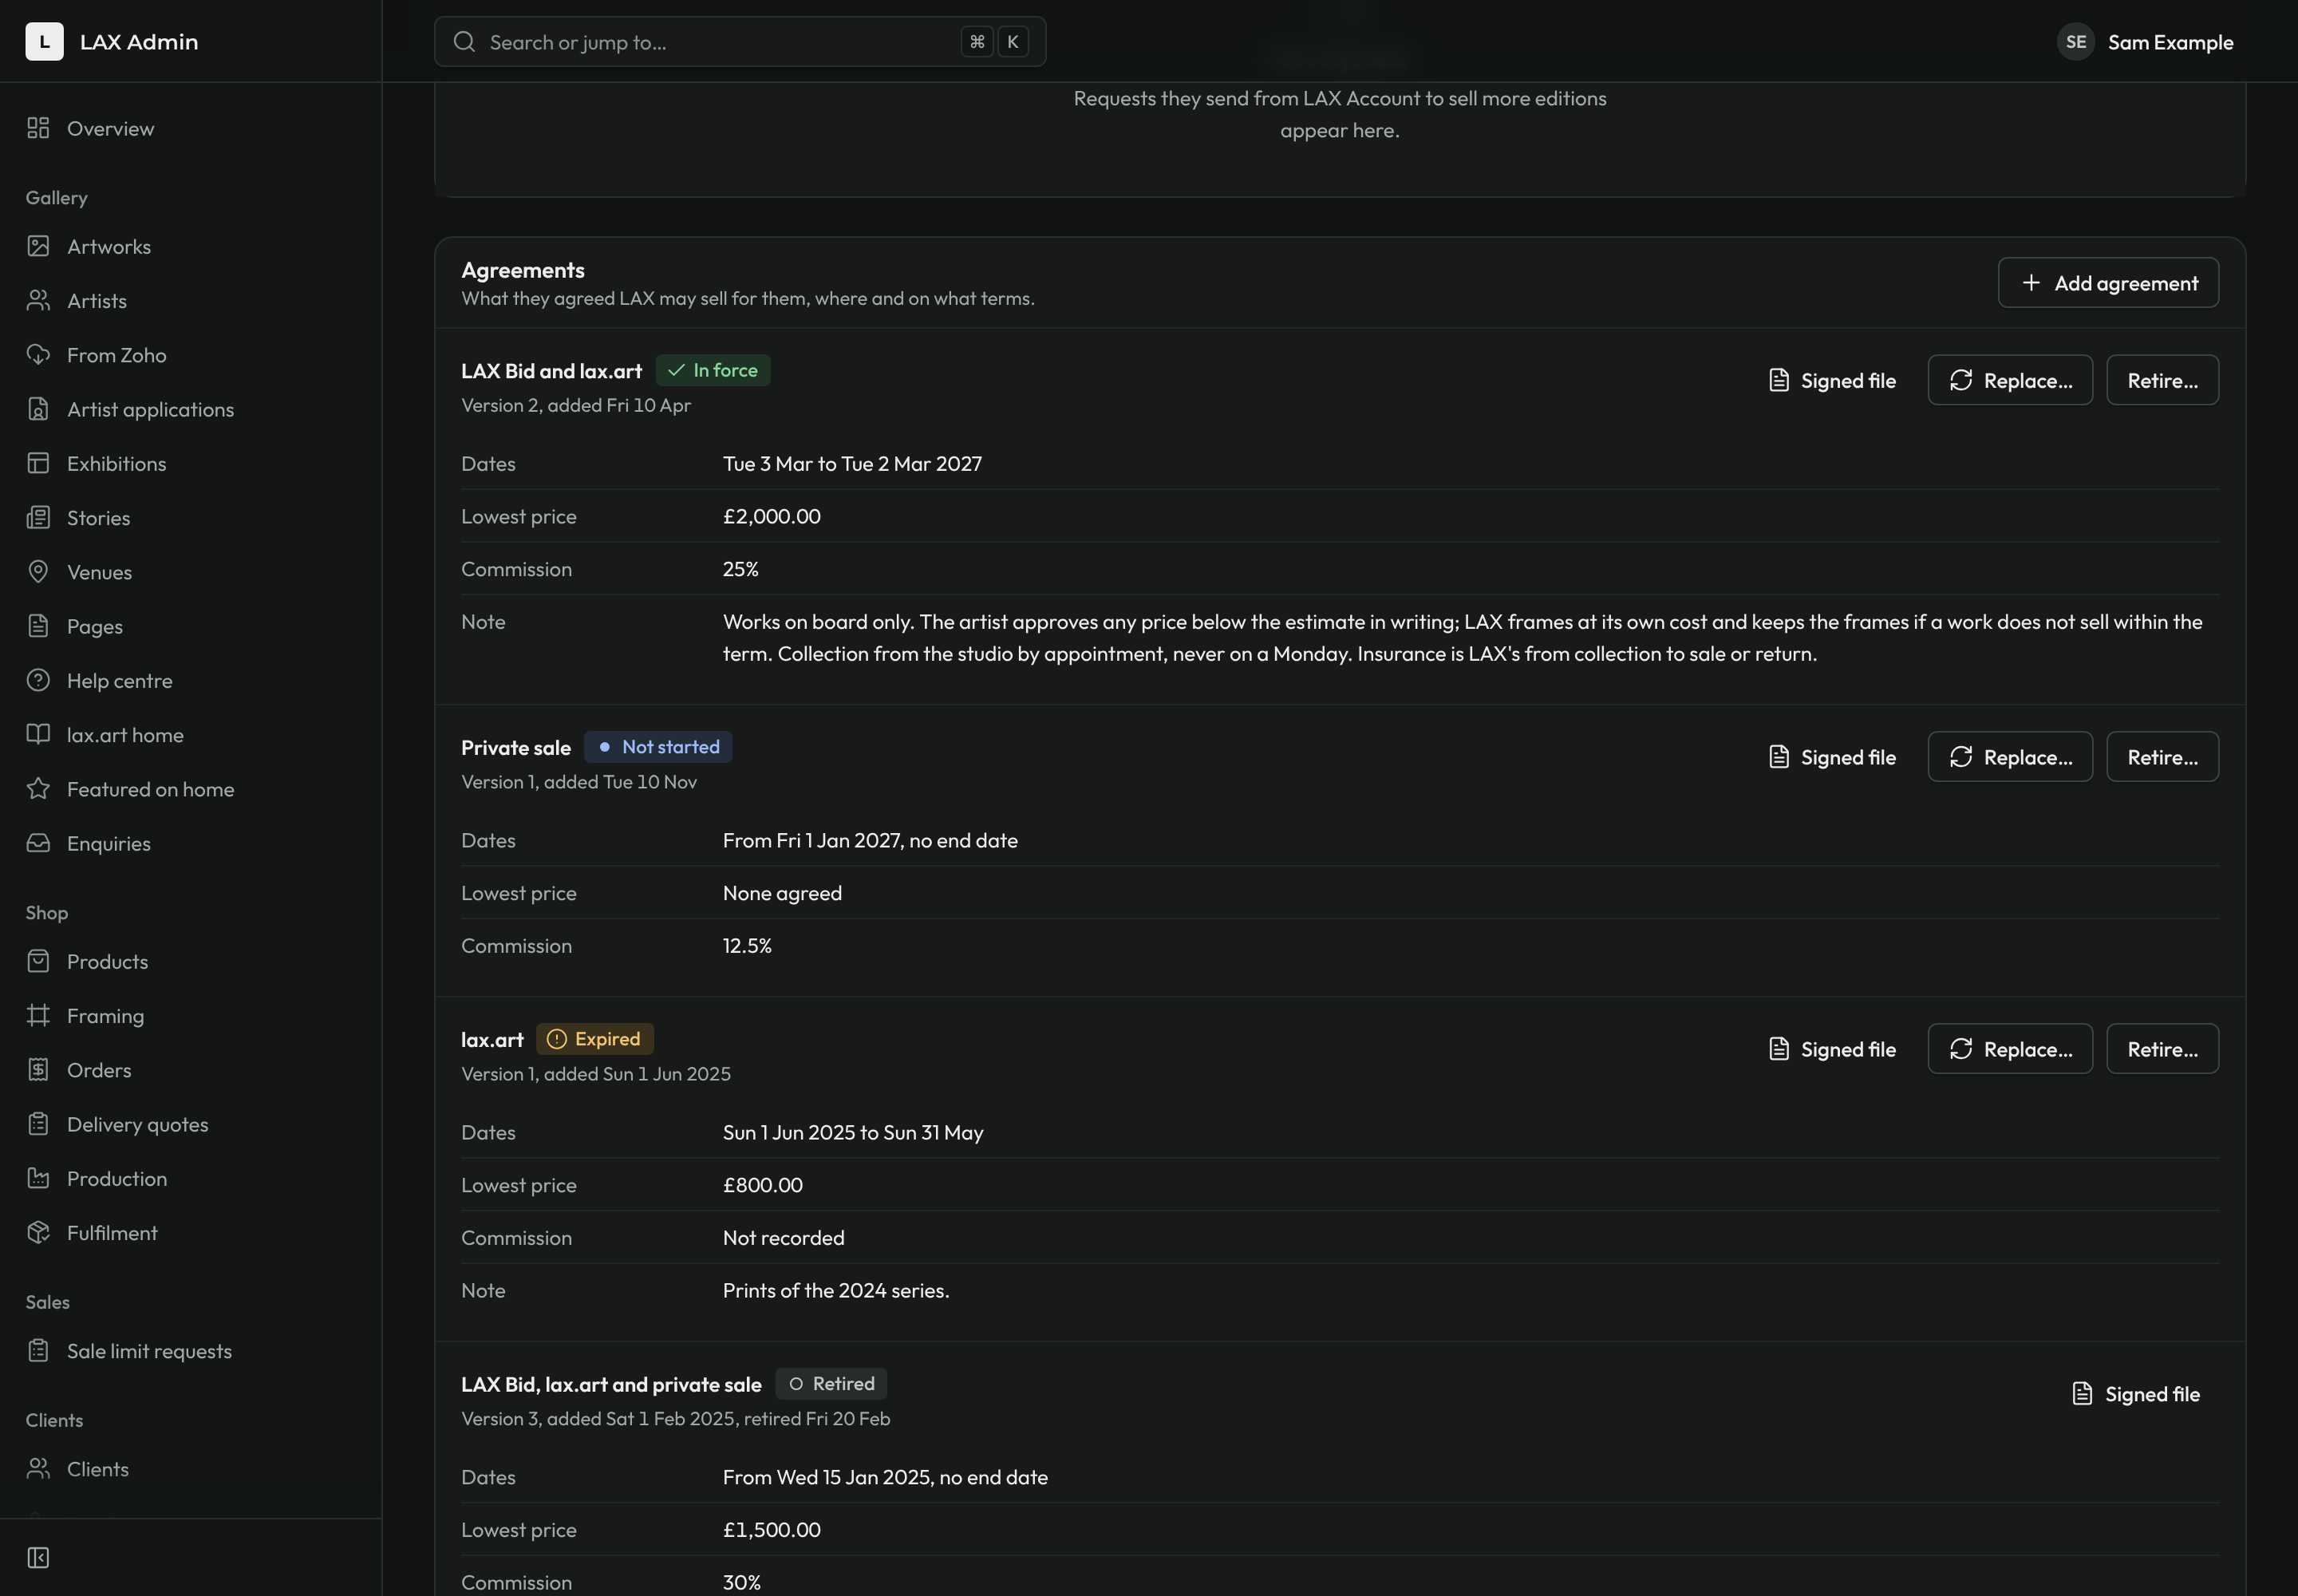 L LAX Admin
Search or jump to...
⌘ K
SE Sam Example
Overview
Gallery
Artworks
Artists
From Zoho
Artist applications
Exhibitions
Stories
Venues
Pages
Help centre
lax.art home
Featured on home
Enquiries
Shop
Products
Framing
Orders
Delivery quotes
Production
Fulfilment
Sales
Sale limit requests
Clients
Clients
Requests they send from LAX Account to sell more editions
appear here.
Agreements
What they agreed LAX may sell for them, where and on what terms.
Add agreement
LAX Bid and lax.art In force
Version 2, added Fri 10 Apr
Signed file Replace... Retire...
Dates Tue 3 Mar to Tue 2 Mar 2027
Lowest price £2,000.00
Commission 25%
Note Works on board only. The artist approves any price below the estimate in writing; LAX frames at its own cost and keeps the frames if a work does not sell within the
term. Collection from the studio by appointment, never on a Monday. Insurance is LAX's from collection to sale or return.
Private sale Not started
Version 1, added Tue 10 Nov
Signed file Replace... Retire...
Dates From Fri 1 Jan 2027, no end date
Lowest price None agreed
Commission 12.5%
lax.art Expired
Version 1, added Sun 1 Jun 2025
Signed file Replace... Retire...
Dates Sun 1 Jun 2025 to Sun 31 May
Lowest price £800.00
Commission Not recorded
Note Prints of the 2024 series.
LAX Bid, lax.art and private sale Retired
Version 3, added Sat 1 Feb 2025, retired Fri 20 Feb
Signed file
Dates From Wed 15 Jan 2025, no end date
Lowest price £1,500.00
Commission 30%